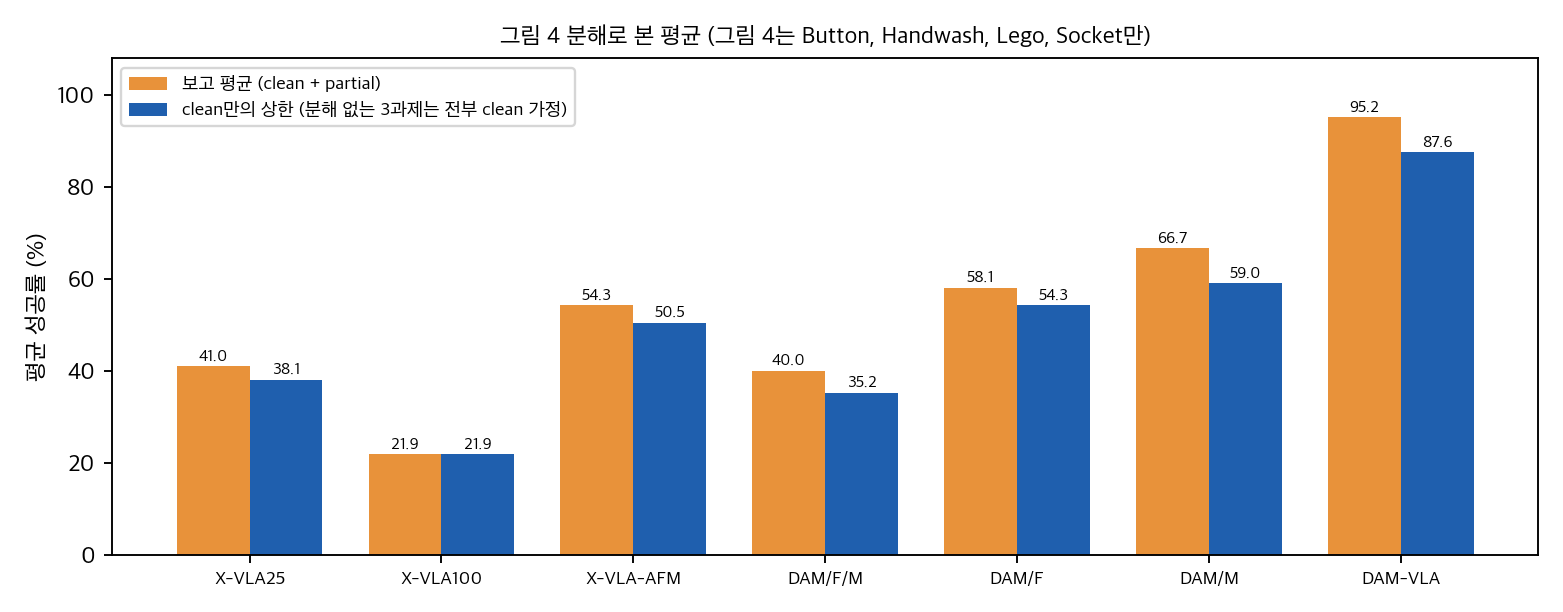 그림 4 분해로 본 평균 (그림 4는 Button, Handwash, Lego, Socket만)
보고 평균 (clean + partial)
clean만의 상한 (분해 없는 3과제는 전부 clean 가정)
평균 성공률 (%)
100
80
60
40
20
0
41.0
38.1
21.9
21.9
54.3
50.5
40.0
35.2
58.1
54.3
66.7
59.0
95.2
87.6
X-VLA25
X-VLA100
X-VLA-AFM
DAM/F/M
DAM/F
DAM/M
DAM-VLA